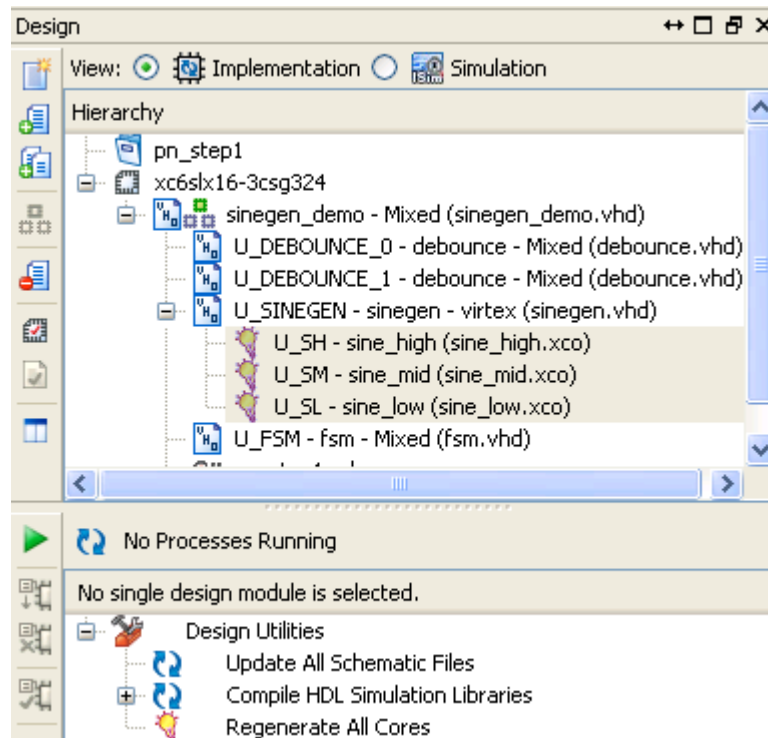 Design
View: Implementation Simulation
Hierarchy
pn_step1
xc6slx16-3csg324
sinegen_demo - Mixed (sinegen_demo.vhd)
U_DEBOUNCE_0 - debounce - Mixed (debounce.vhd)
U_DEBOUNCE_1 - debounce - Mixed (debounce.vhd)
U_SINEGEN - sinegen - virtex (sinegen.vhd)
U_SH - sine_high (sine_high.xco)
U_SM - sine_mid (sine_mid.xco)
U_SL - sine_low (sine_low.xco)
U_FSM - fsm - Mixed (fsm.vhd)
No Processes Running
No single design module is selected.
Design Utilities
Update All Schematic Files
Compile HDL Simulation Libraries
Regenerate All Cores